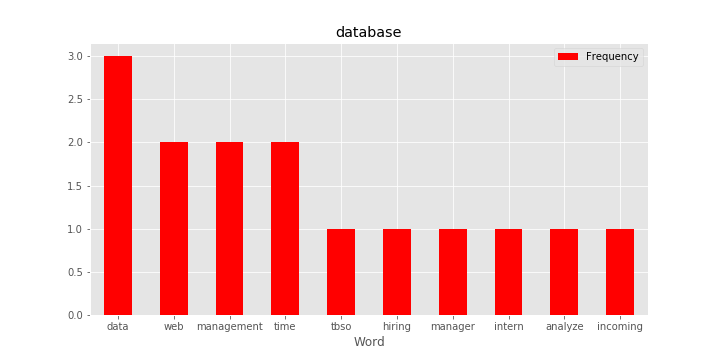 database
Frequency
3.0
2.5
2.0
1.5
1.0
0.5
0.0
data web management time tbso hiring manager intern analyze incoming
Word